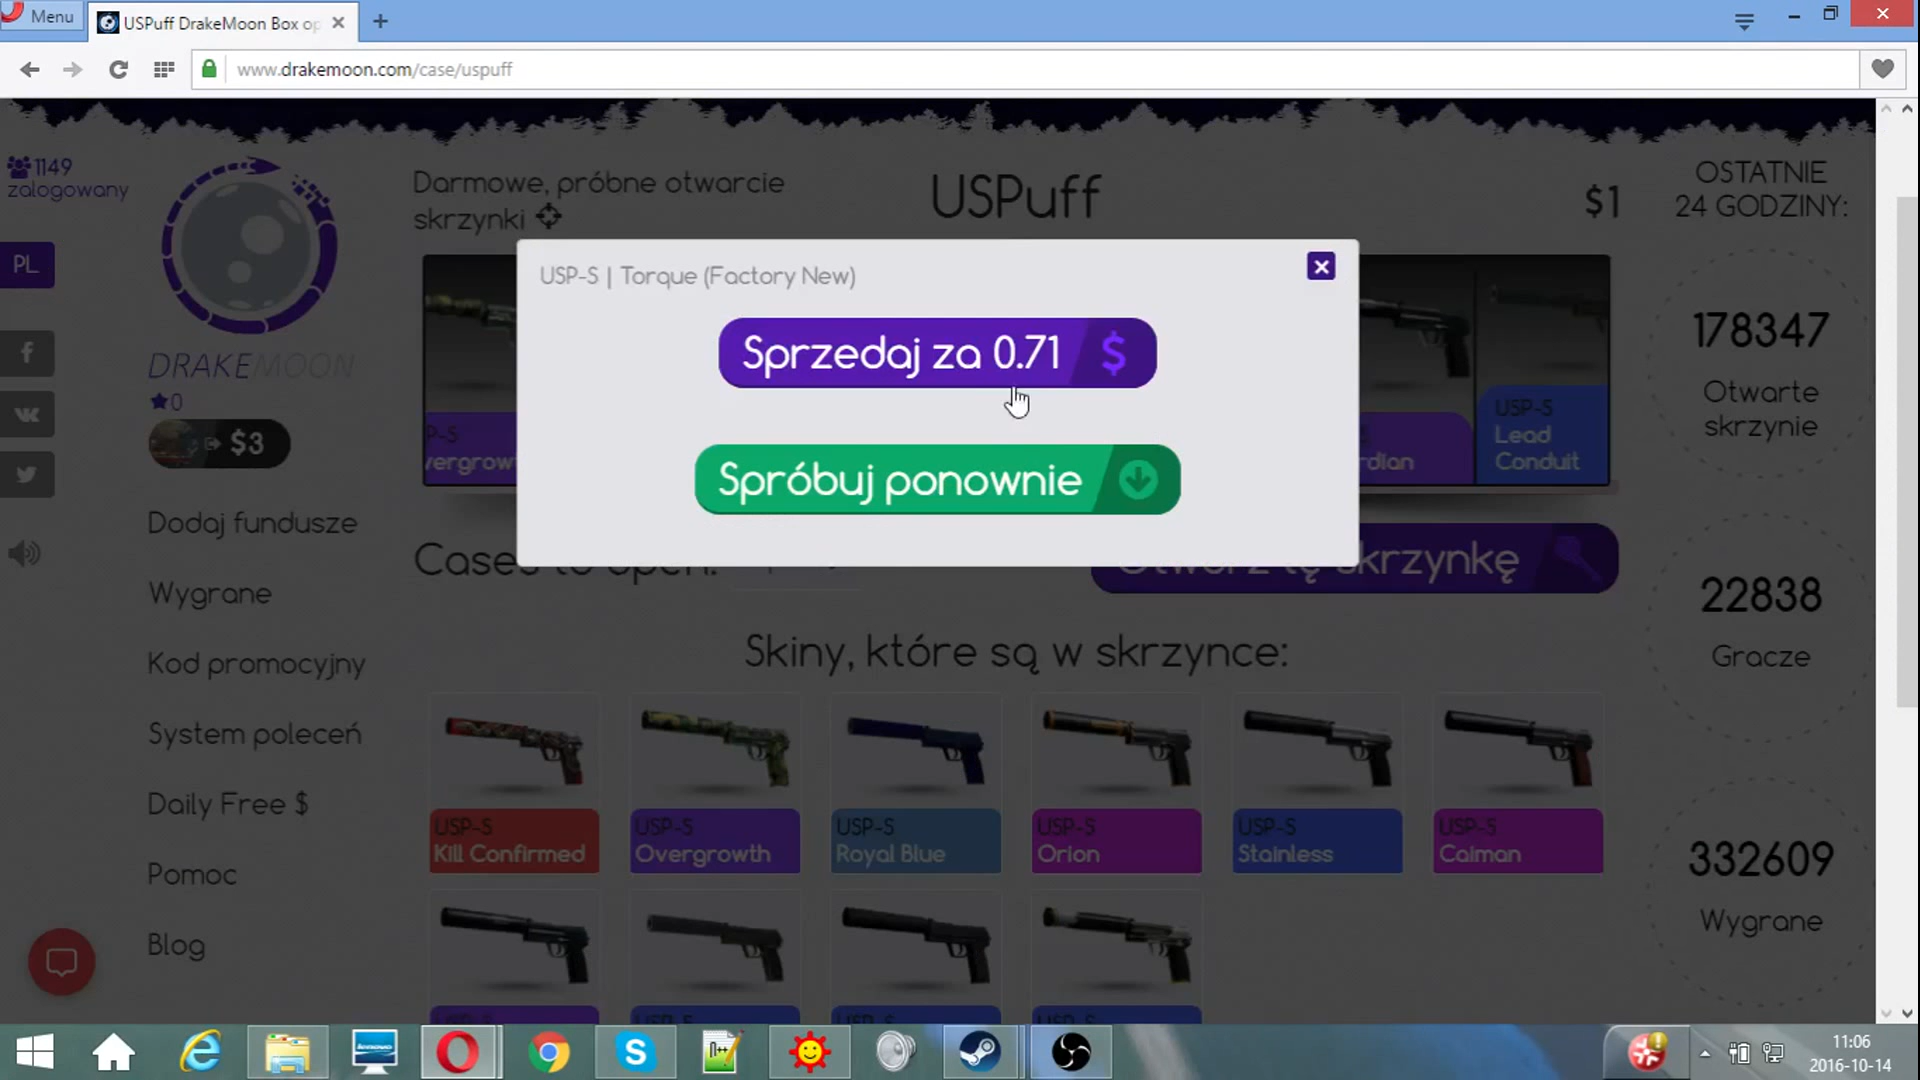 Menu
USPuff DrakeMoon Box op
www.drakemoon.com/case/uspuff
1149
zalogowany
PL
DRAKEMOON
0
$3
Dodaj fundusze
Wygrane
Kod promocyjny
System poleceń
Daily Free $
Pomoc
Blog
Darmowe, próbne otwarcie
skrzynki
USPuff
$1
USP-S | Torque (Factory New)
Sprzedaj za 0.71 $
Spróbuj ponownie
USP-S
Lead
Conduit
skrzynkę
Skiny, które są w skrzynce:
USP-S
Kill Confirmed
USP-S
Overgrowth
USP-S
Royal Blue
USP-S
Orion
USP-S
Stainless
USP-S
Caiman
OSTATNIE
24 GODZINY:
178347
Otwarte
skrzynie
22838
Gracze
332609
Wygrane
lenovo
11:06
2016-10-14